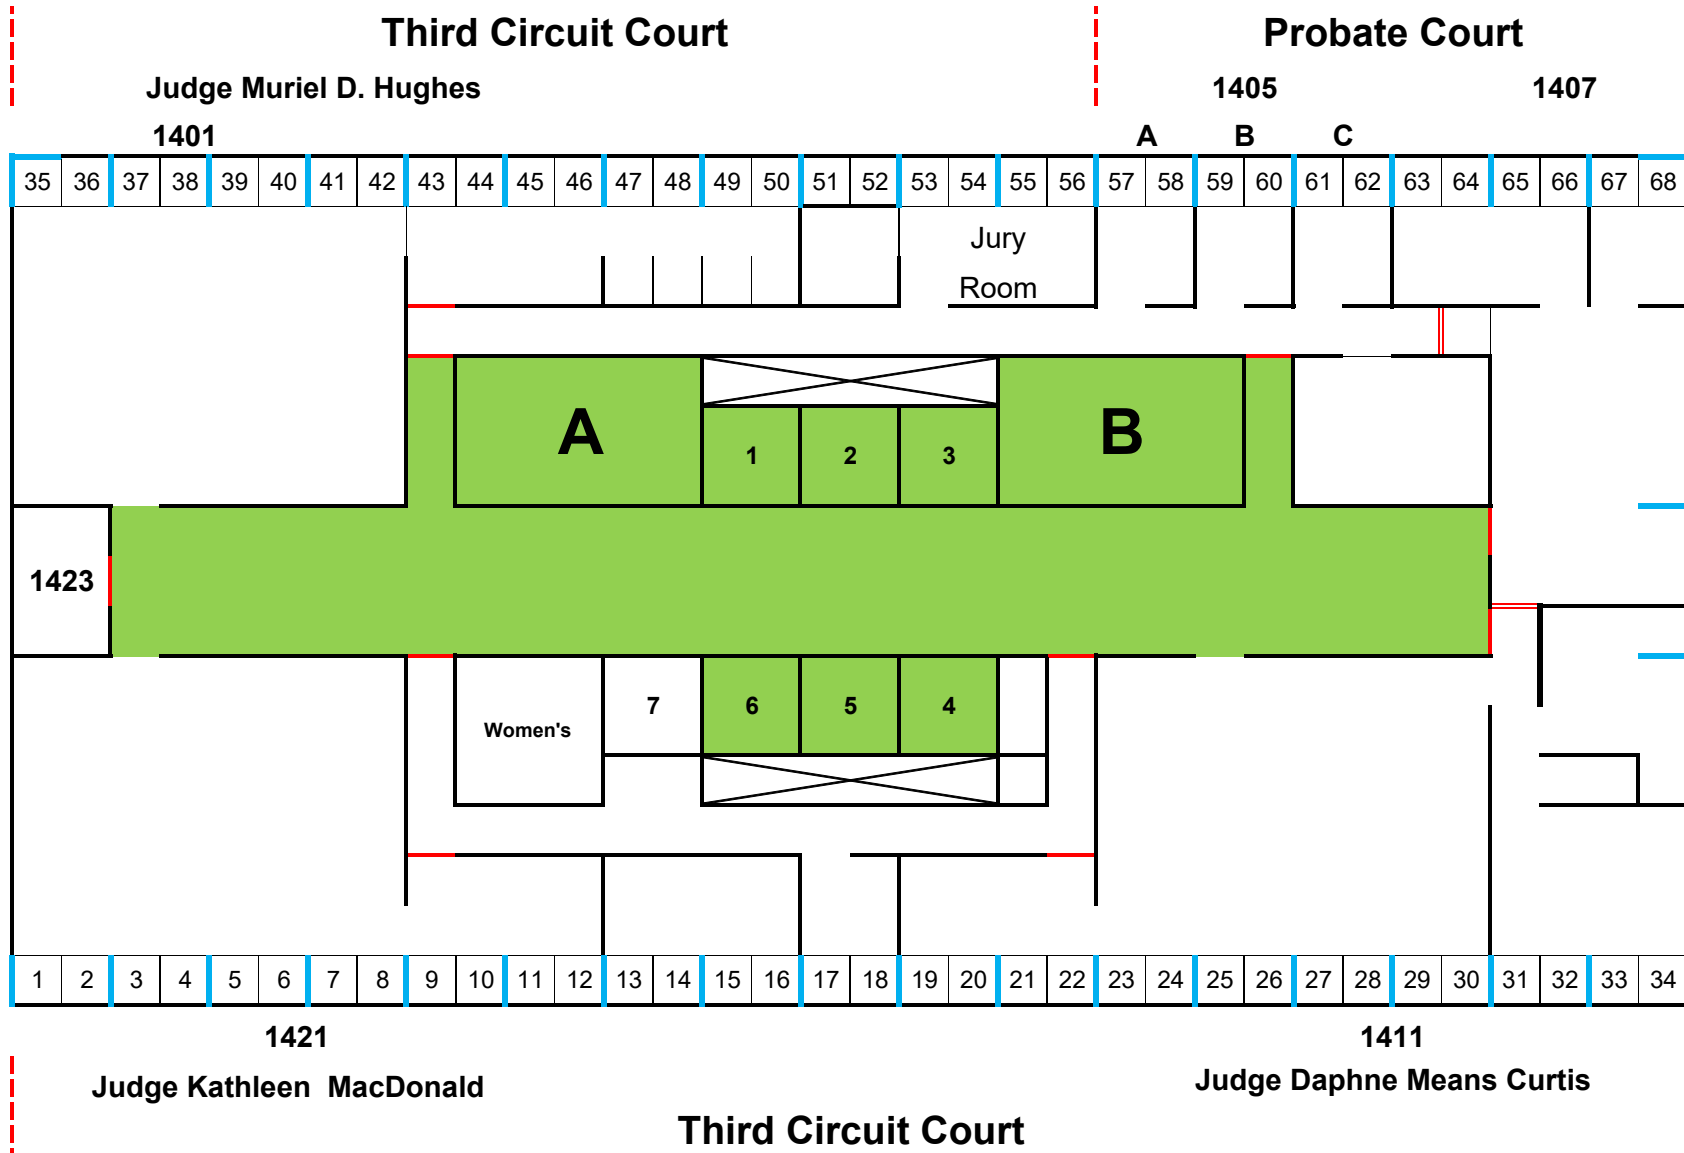 Third Circuit Court Probate Court
Judge Muriel D. Hughes 1405 1407
1401 A B C
35 36 37 38 39 40 41 42 43 44 45 46 47 48 49 50 51 52 53 54 55 56 57 58 59 60 61 62 63 64 65 66 67 68
Jury
Room
A B
1 2 3
1423
7 6 5 4
Women's
1 2 3 4 5 6 7 8 9 10 11 12 13 14 15 16 17 18 19 20 21 22 23 24 25 26 27 28 29 30 31 32 33 34
1421 1411
Judge Kathleen MacDonald Judge Daphne Means Curtis
Third Circuit Court